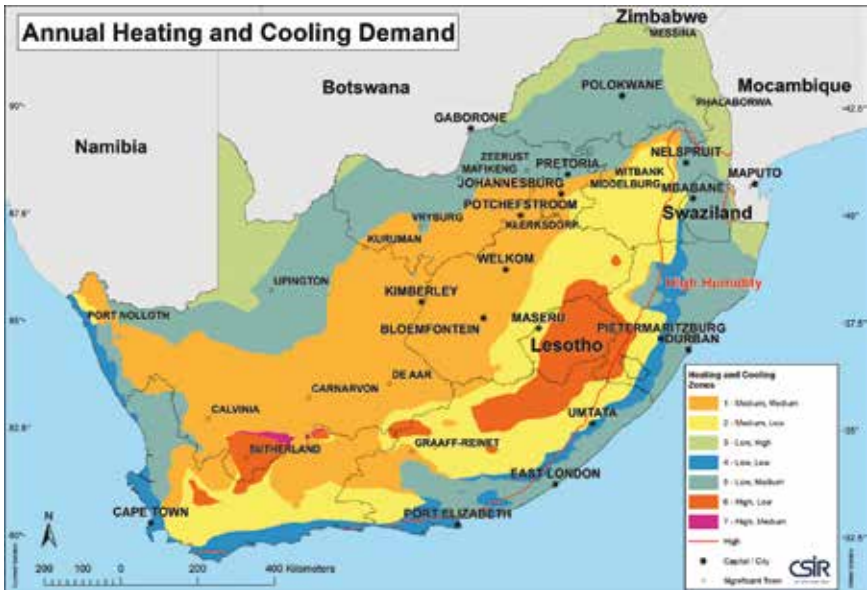 Annual Heating and Cooling Demand
Zimbabwe
MESSINA
Botswana
POLOKWANE
Mocambique
PHALABORWA
GABORONE
Namibia
ZEERUST
PRETORIA
NELSPRUIT
MAFIKENG
WITBANK
MAPUTO
JOHANNESBURG
MIDDELBURG
MBABANE
POTCHEFSTROOM
Swaziland
VRYBURG
KLERKSDORP
KURUMAN
WELKOM
UPINGTON
High Humidity
KIMBERLEY
PORT NOLLOTH
MASERU
PIETERMARITZBURG
BLOEMFONTEIN
DURBAN
Lesotho
DE AAR
CARNARVON
CALVINIA
UMTATA
GRAAFF-REINET
SUTHERLAND
EAST LONDON
CAPE TOWN
PORT ELIZABETH
Heating and Cooling
Zones
1 - Medium, Medium
2 - Medium, Low
3 - Low, High
4 - Low, Low
5 - Low, Medium
6 - High, Low
7 - High, Medium
High
Capital / City
Significant Town
CSIR
N
200 100 0 200 400 Kilometers